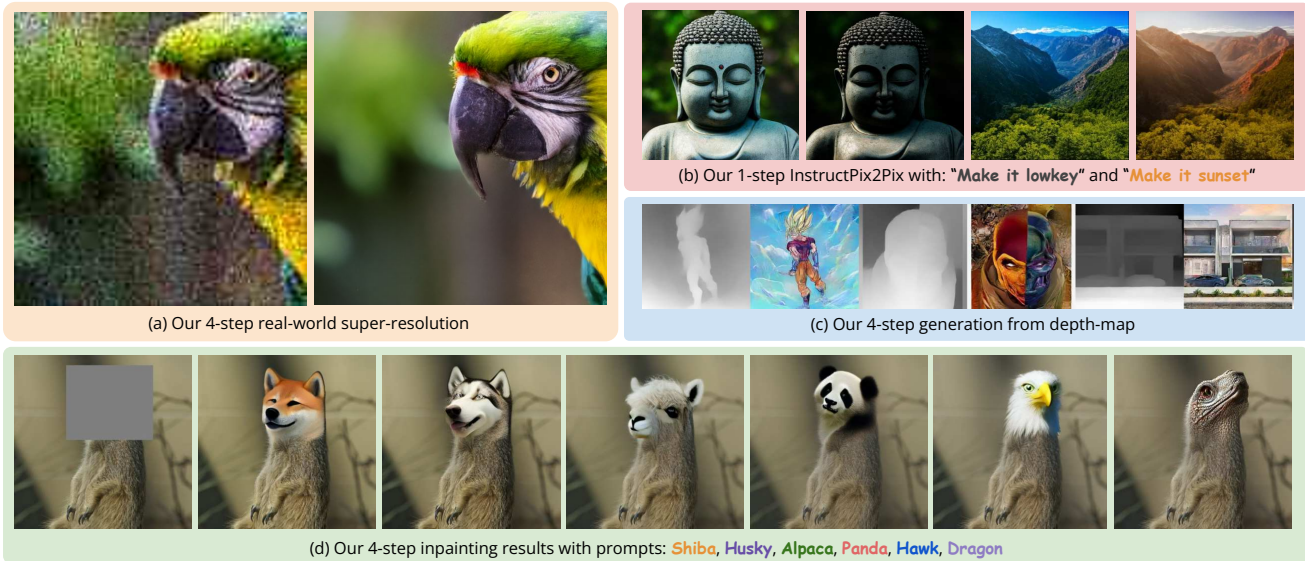 (a) Our 4-step real-world super-resolution
(b) Our 1-step InstructPix2Pix with: "Make it lowkey" and "Make it sunset"
(c) Our 4-step generation from depth-map
(d) Our 4-step inpainting results with prompts: Shiba, Husky, Alpaca, Panda, Hawk, Dragon